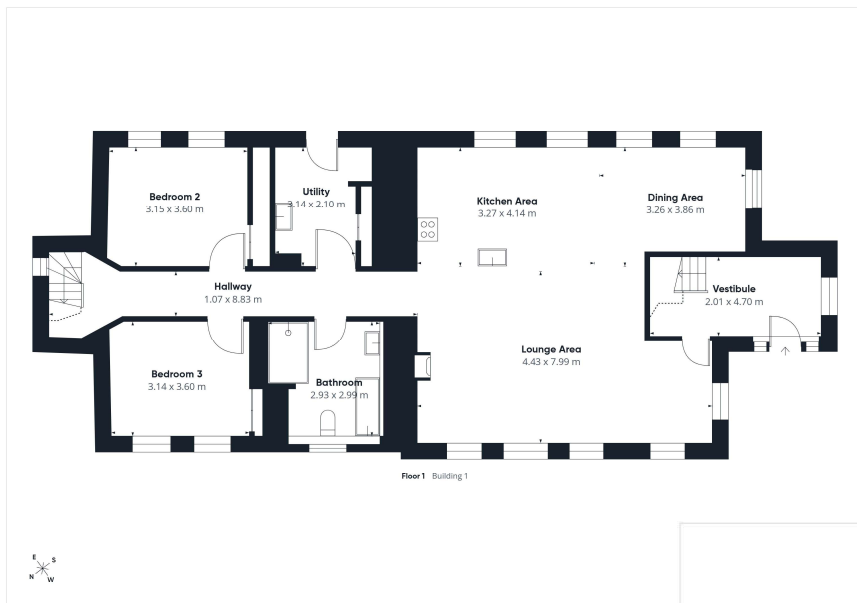 Bedroom 2
3.15 x 3.60 m
Utility
3.14 x 2.10 m
Kitchen Area
3.27 x 4.14 m
Dining Area
3.26 x 3.86 m
Hallway
1.07 x 8.83 m
Vestibule
2.01 x 4.70 m
Lounge Area
4.43 x 7.99 m
Bedroom 3
3.14 x 3.60 m
Bathroom
2.93 x 2.99 m
Floor 1 Building 1
E S
N W